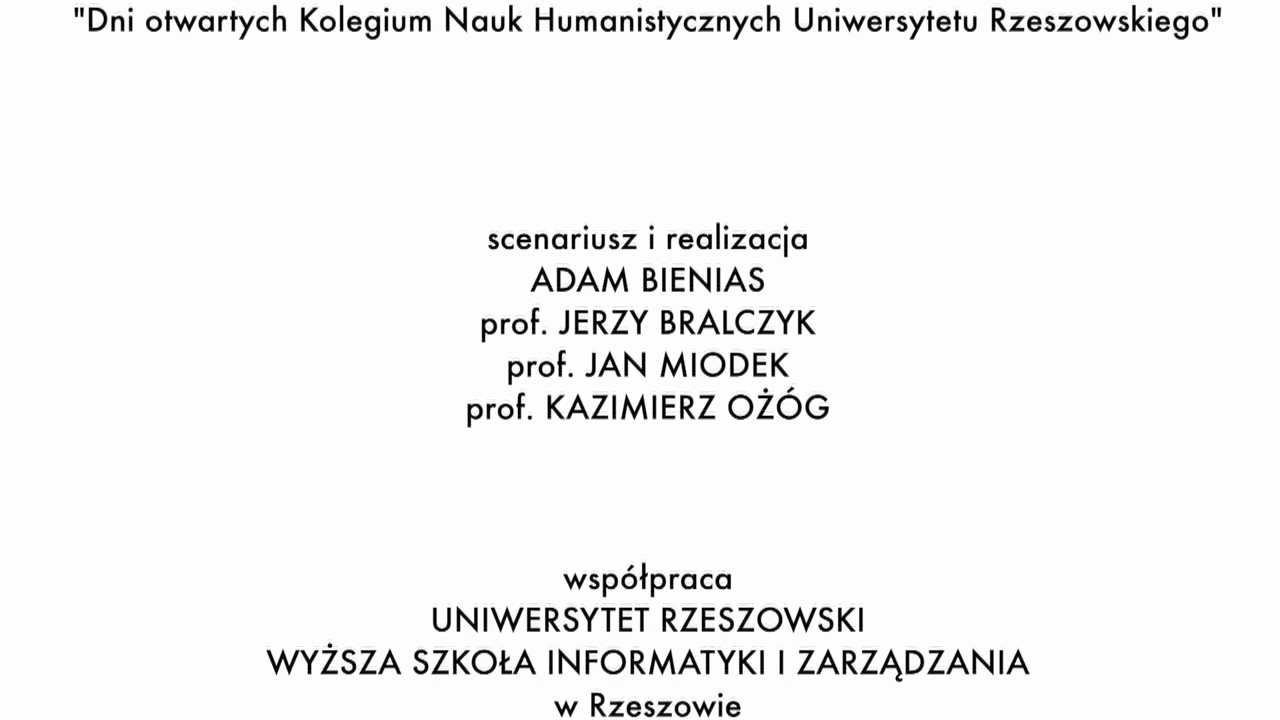 "Dni otwartych Kolegium Nauk Humanistycznych Uniwersytetu Rzeszowskiego"
scenariusz i realizacja
ADAM BIENIAS
prof. JERZY BRALCZYK
prof. JAN MIODEK
prof. KAZIMIERZ OŻÓG
współpraca
UNIWERSYTET RZESZOWSKI
WYŻSZA SZKOŁA INFORMATYKI I ZARZĄDZANIA
w Rzeszowie